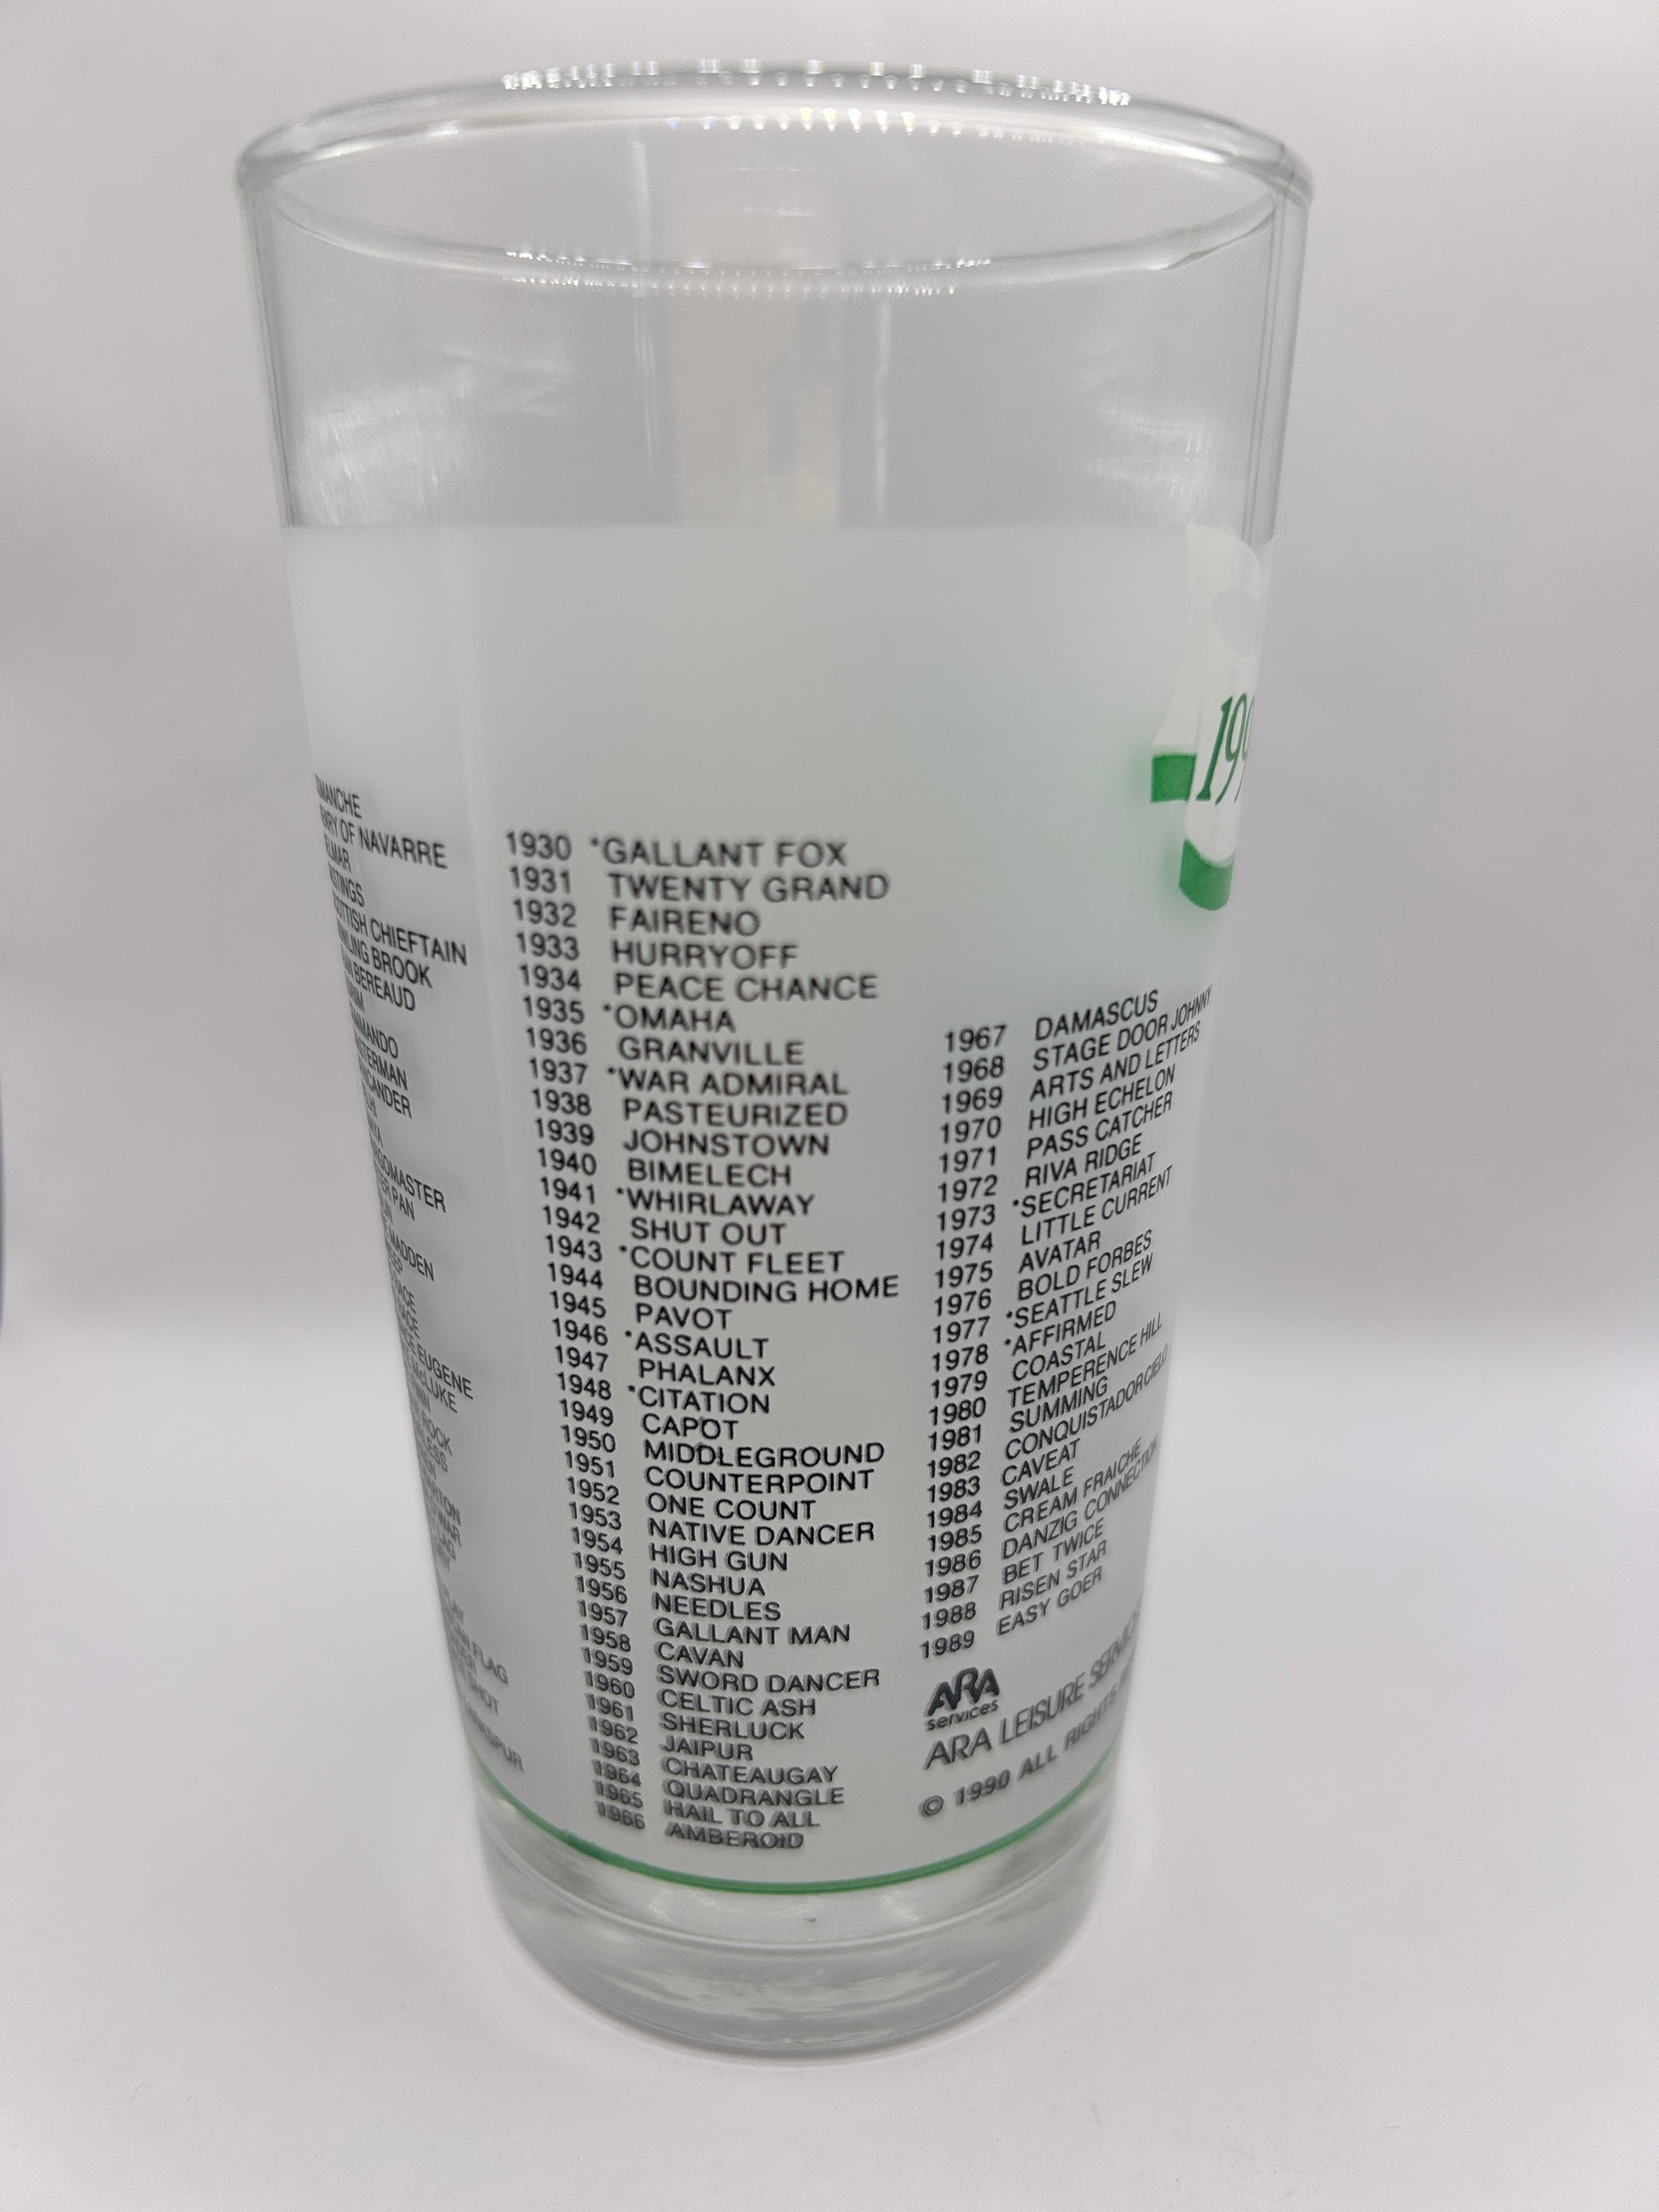 NAVARRE
CHIEFTAIN
BROOK
BEREAUD
MADDEN
EUGENE
FLAG
1930 *GALLANT FOX
1931 TWENTY GRAND
1932 FAIRENO
1933 HURRYOFF
1934 PEACE CHANCE
1935 *OMAHA
1936 GRANVILLE
1937 *WAR ADMIRAL
1938 PASTEURIZED
1939 JOHNSTOWN
1940 BIMELECH
1941 *WHIRLAWAY
1942 SHUT OUT
1943 *COUNT FLEET
1944 BOUNDING HOME
1945 PAVOT
1946 *ASSAULT
1947 PHALANX
1948 *CITATION
1949 CAPOT
1950 MIDDLEGROUND
1951 COUNTERPOINT
1952 ONE COUNT
1953 NATIVE DANCER
1954 HIGH GUN
1955 NASHUA
1956 NEEDLES
1957 GALLANT MAN
1958 CAVAN
1959 SWORD DANCER
1960 CELTIC ASH
1961 SHERLUCK
1962 JAIPUR
1963 CHATEAUGAY
1964 QUADRANGLE
1965 HAIL TO ALL
1966 AMBEROID
1967 DAMASCUS
1968 STAGE DOOR JOHNNY
1969 ARTS AND LETTERS
1970 HIGH ECHELON
1971 PASS CATCHER
1972 RIVA RIDGE
1973 *SECRETARIAT
1974 LITTLE CURRENT
1975 AVATAR
1976 BOLD FORBES
1977 *SEATTLE SLEW
1978 *AFFIRMED
1979 COASTAL
1980 TEMPERENCE HILL
1981 SUMMING
1982 CONQUISTADOR CIELO
1983 CAVEAT
1984 SWALE
1985 CREAM FRAICHE
1986 DANZIG CONNECTION
1987 BET TWICE
1988 RISEN STAR
1989 EASY GOER
ARA
services
ARA LEISURE
© 1990 ALL RIGHTS